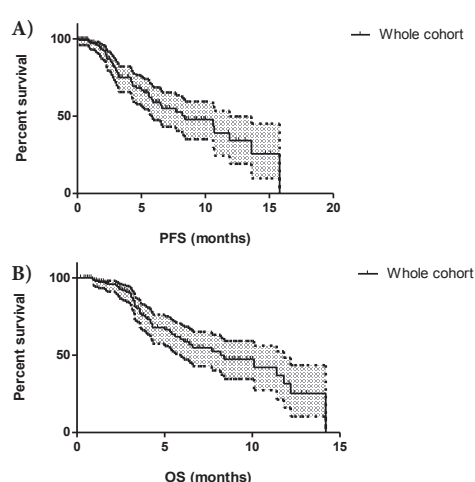 A)
Whole cohort
Percent survival
100
50
0
0 5 10 15 20
PFS (months)
B)
Whole cohort
Percent survival
100
50
0
0 5 10 15
OS (months)